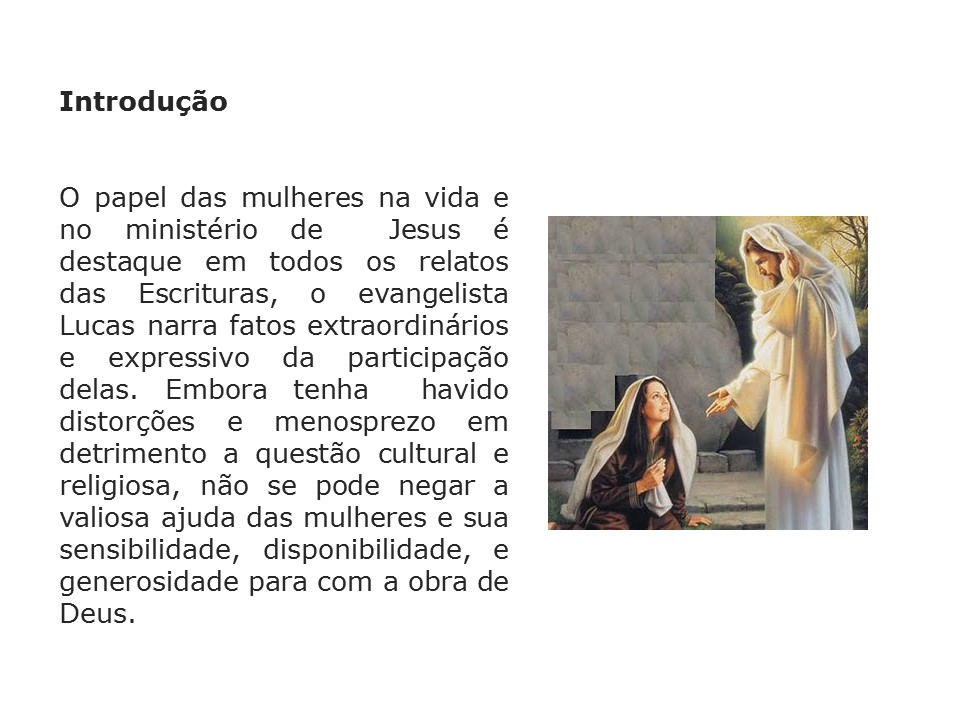 Introdução
O papel das mulheres na vida e
no ministério de Jesus é
destaque em todos os relatos
das Escrituras, o evangelista
Lucas narra fatos extraordinários
e expressivo da participação
delas. Embora tenha havido
distorções e menosprezo em
detrimento a questão cultural e
religiosa, não se pode negar a
valiosa ajuda das mulheres e sua
sensibilidade, disponibilidade, e
generosidade para com a obra de
Deus.